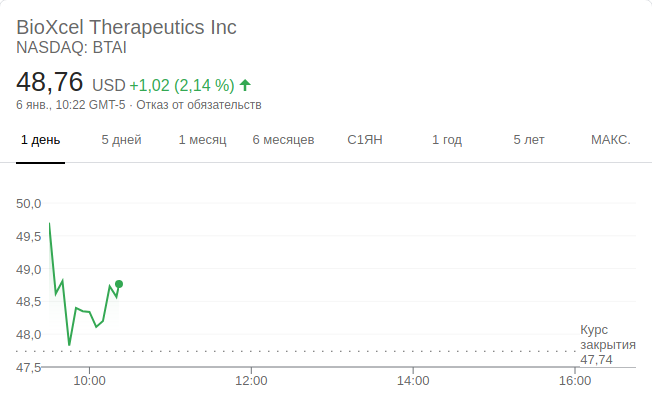 BioXcel Therapeutics Inc
NASDAQ: BTAI
48,76 USD +1,02 (2,14 %)
6 янв., 10:22 GMT-5 · Отказ от обязательств
1 день 5 дней 1 месяц 6 месяцев С1ЯН 1 год 5 лет МАКС.
50,0
49,5
49,0
48,5
48,0
47,5
Курс
закрытия
47,74
10:00 12:00 14:00 16:00